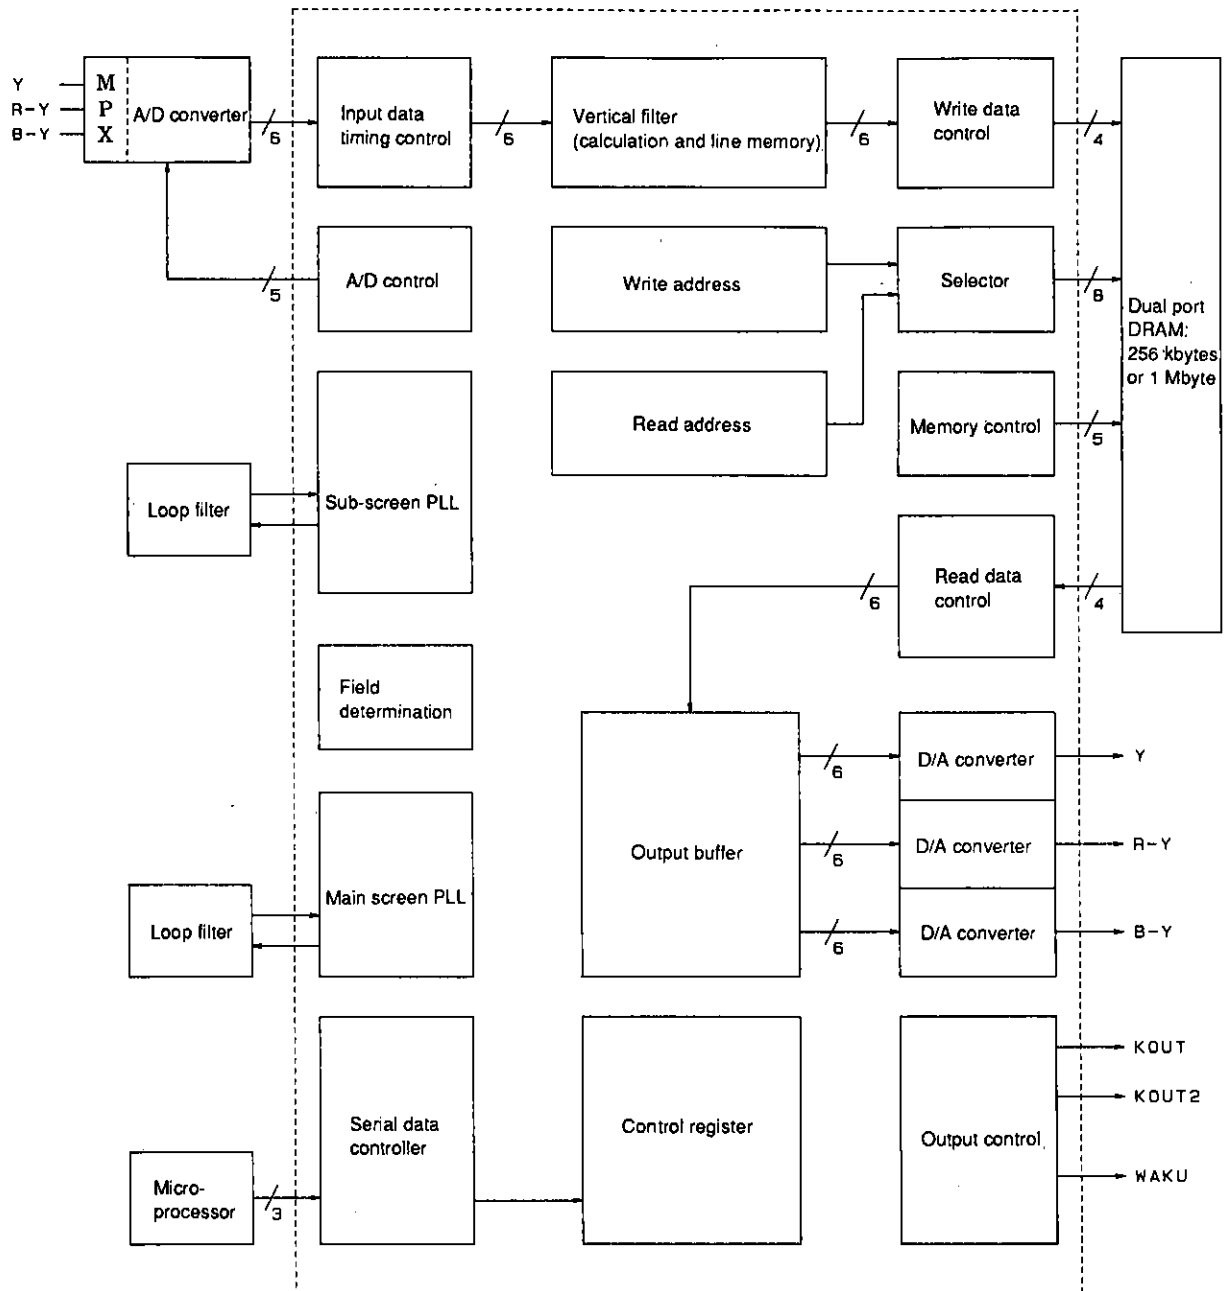 Y
R-Y
B-Y
M
P
X
A/D converter
6
Input data
timing control
6
Vertical filter
(calculation and line memory)
6
Write data
control
4
5
A/D control
Write address
Selector
8
Dual port
DRAM:
256 kbytes
or 1 Mbyte
Read address
Memory control
5
Loop filter
Sub-screen PLL
6
Read data
control
4
Field
determination
Output buffer
6
D/A converter
Y
6
D/A converter
R-Y
6
D/A converter
B-Y
Loop filter
Main screen PLL
Micro-
processor
3
Serial data
controller
Control register
Output control
KOUT
KOUT2
WAKU